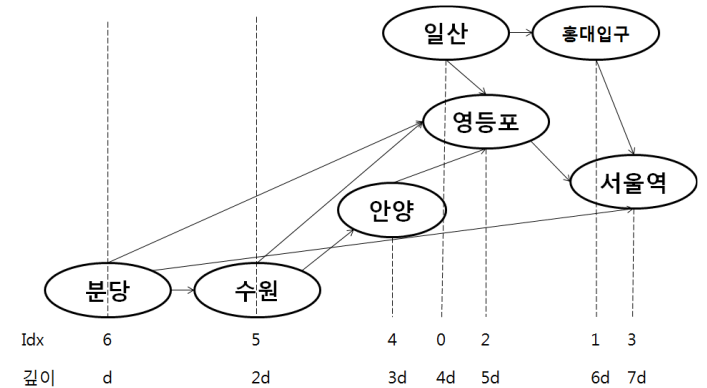 일산 홍대입구
영등포
서울역
안양
분당 수원
Idx 6 5 4 0 2 1 3
깊이 d 2d 3d 4d 5d 6d 7d